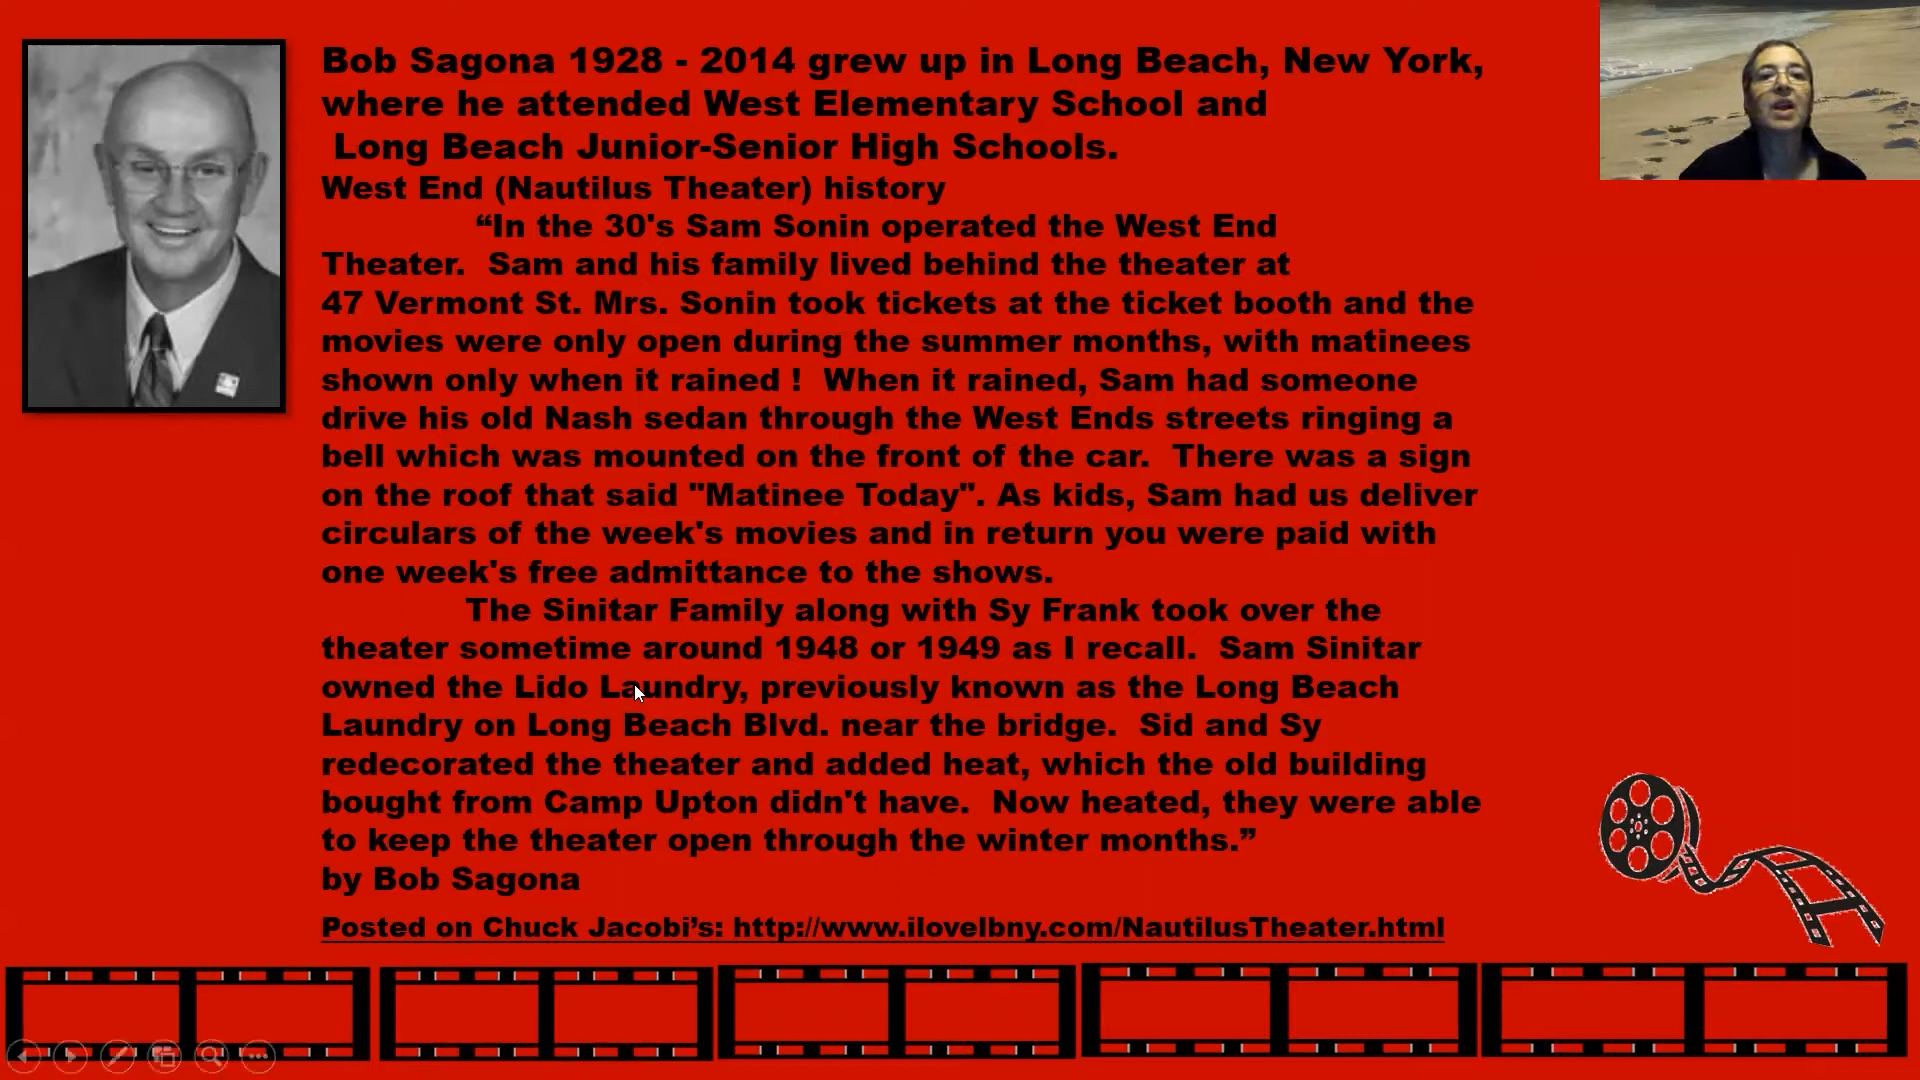 Bob Sagona 1928 - 2014 grew up in Long Beach, New York,
where he attended West Elementary School and
Long Beach Junior-Senior High Schools.
West End (Nautilus Theater) history
“In the 30's Sam Sonin operated the West End
Theater.  Sam and his family lived behind the theater at
47 Vermont St. Mrs. Sonin took tickets at the ticket booth and the
movies were only open during the summer months, with matinees
shown only when it rained !  When it rained, Sam had someone
drive his old Nash sedan through the West Ends streets ringing a
bell which was mounted on the front of the car.  There was a sign
on the roof that said "Matinee Today". As kids, Sam had us deliver
circulars of the week's movies and in return you were paid with
one week's free admittance to the shows.
The Sinitar Family along with Sy Frank took over the
theater sometime around 1948 or 1949 as I recall.  Sam Sinitar
owned the Lido Laundry, previously known as the Long Beach
Laundry on Long Beach Blvd. near the bridge.  Sid and Sy
redecorated the theater and added heat, which the old building
bought from Camp Upton didn't have.  Now heated, they were able
to keep the theater open through the winter months.”
by Bob Sagona
Posted on Chuck Jacobi’s: http://www.ilovelbny.com/NautilusTheater.html